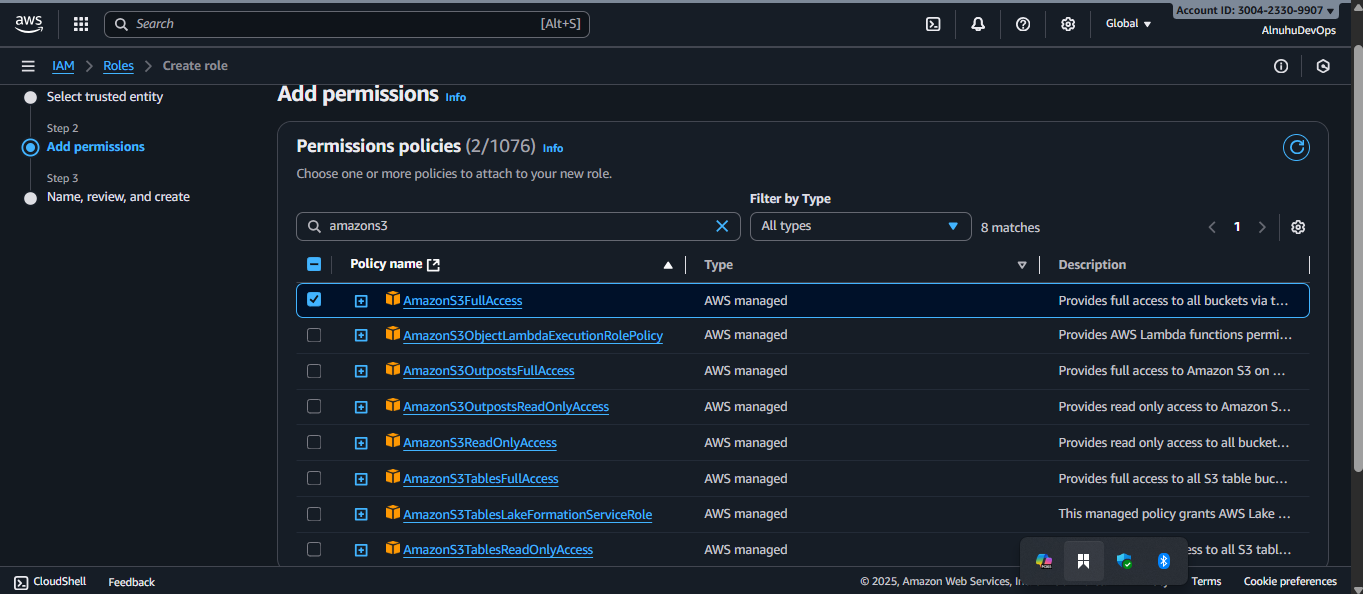 aws
Search [Alt+S]
Global
Account ID: 3004-2330-9907
AlnuhuDevOps
IAM > Roles > Create role
Select trusted entity
Step 2
Add permissions
Step 3
Name, review, and create
Add permissions Info
Permissions policies (2/1076) Info
Choose one or more policies to attach to your new role.
Filter by Type
amazons3
All types
8 matches
1
Policy name Type Description
AmazonS3FullAccess AWS managed Provides full access to all buckets via t...
AmazonS3ObjectLambdaExecutionRolePolicy AWS managed Provides AWS Lambda functions permi...
AmazonS3OutpostsFullAccess AWS managed Provides full access to Amazon S3 on ...
AmazonS3OutpostsReadOnlyAccess AWS managed Provides read only access to Amazon S...
AmazonS3ReadOnlyAccess AWS managed Provides read only access to all bucket...
AmazonS3TablesFullAccess AWS managed Provides full access to all S3 table buc...
AmazonS3TablesLakeFormationServiceRole AWS managed This managed policy grants AWS Lake ...
AmazonS3TablesReadOnlyAccess AWS managed ss to all S3 tabl...
CloudShell Feedback © 2025, Amazon Web Services, Terms Cookie preferences